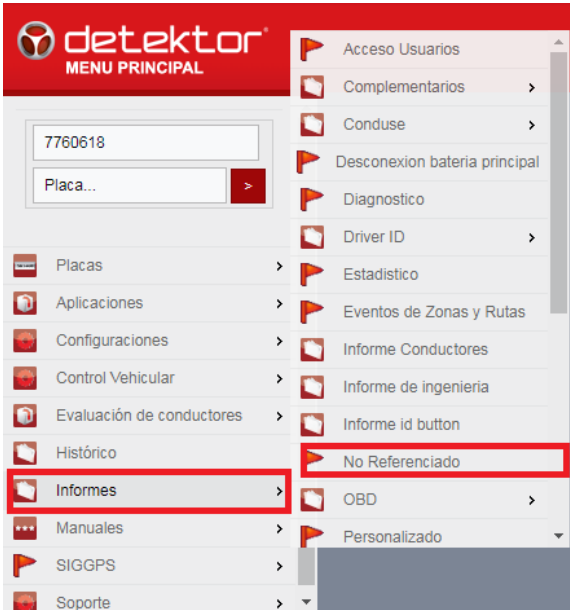 detektor
MENU PRINCIPAL
7760618
Placa...
>
Placas
Aplicaciones
Configuraciones
Control Vehicular
Evaluación de conductores
Histórico
Informes
Manuales
SIGGPS
Soporte
Acceso Usuarios
Complementarios
Conduse
Desconexion bateria principal
Diagnostico
Driver ID
Estadistico
Eventos de Zonas y Rutas
Informe Conductores
Informe de ingenieria
Informe id button
No Referenciado
OBD
Personalizado